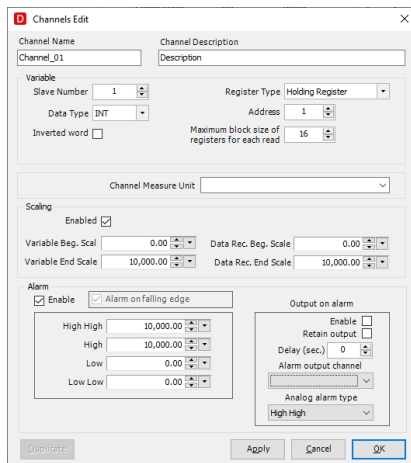 D Channels Edit
Channel Name Channel Description
Channel_01 Description
Variable
Slave Number 1 Register Type Holding Register
Data Type INT Address 1
Inverted word Maximum block size of
registers for each read 16
Channel Measure Unit
Scaling
Enabled
Variable Beg. Scal 0.00 Data Rec. Beg. Scale 0.00
Variable End Scale 10,000.00 Data Rec. End Scale 10,000.00
Alarm
Enable Alarm on falling edge
High High 10,000.00
High 10,000.00
Low 0.00
Low Low 0.00
Output on alarm
Enable
Retain output
Delay (sec.) 0
Alarm output channel
Analog alarm type
High High
Duplicate Apply Cancel OK